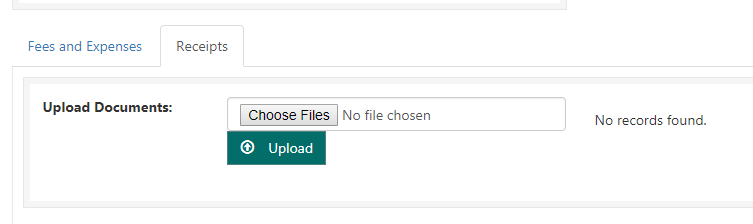 Fees and Expenses Receipts
Upload Documents: Choose Files No file chosen No records found.
Upload